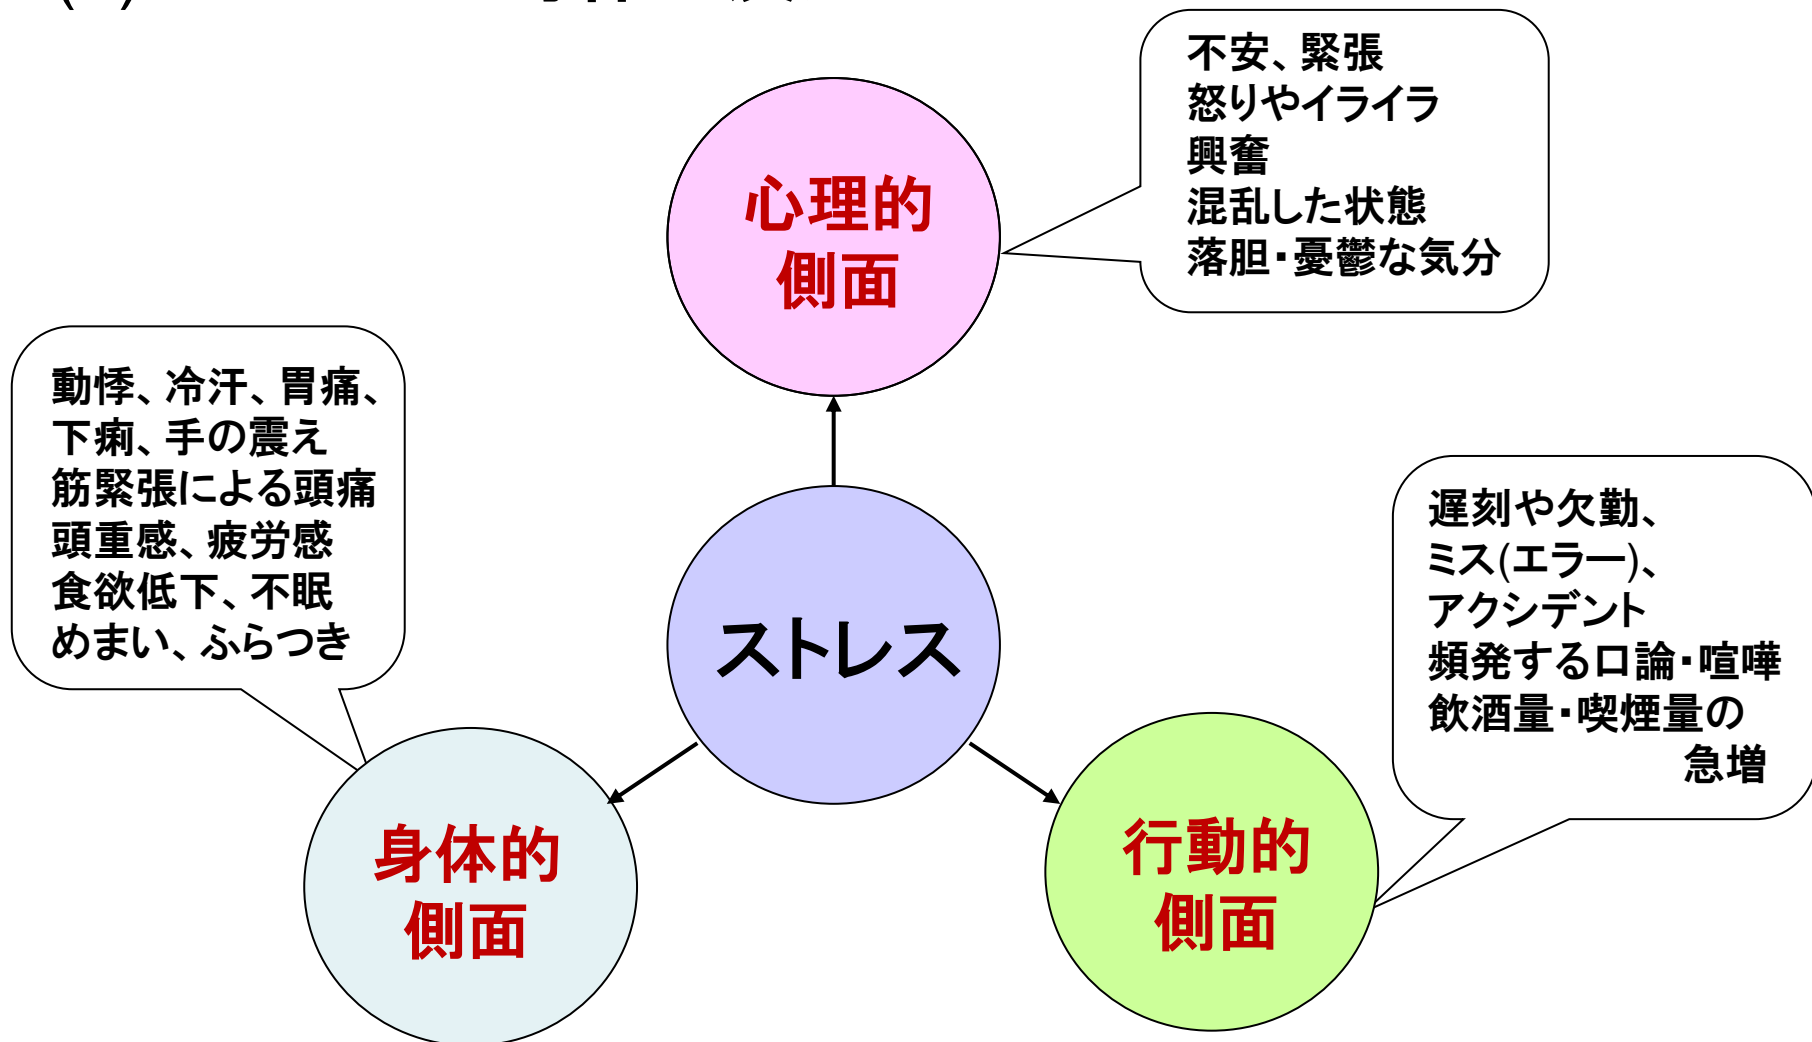 不安、緊張
怒りやイライラ
興奮
混乱した状態
落胆・憂鬱な気分
心理的
側面
動悸、冷汗、胃痛、
下痢、手の震え
筋緊張による頭痛
頭重感、疲労感
食欲低下、不眠
めまい、ふらつき
ストレス
遅刻や欠勤、
ミス(エラー)、
アクシデント
頻発する口論・喧嘩
飲酒量・喫煙量の
急増
身体的
側面
行動的
側面